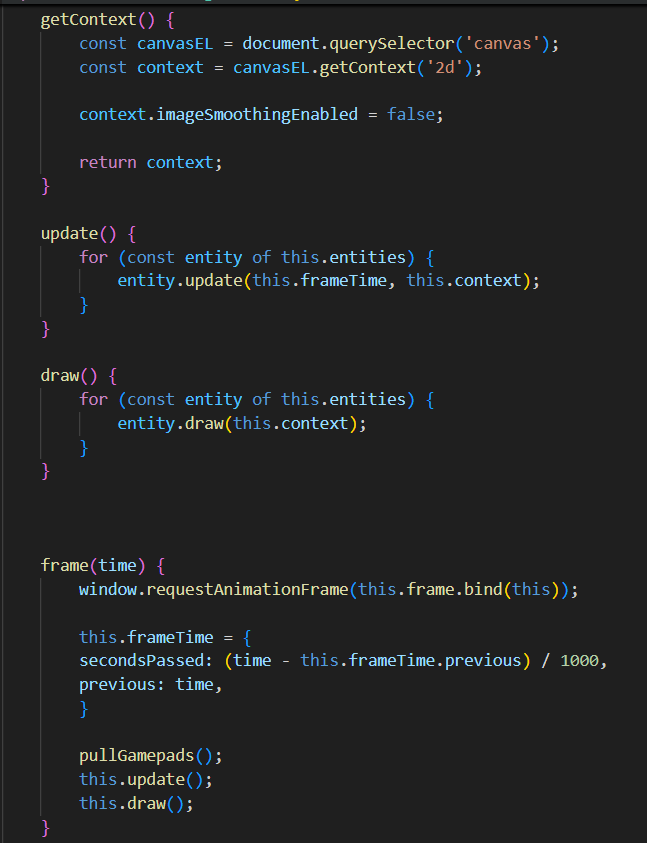 getContext() {
const canvasEL = document.querySelector('canvas');
const context = canvasEL.getContext('2d');
context.imageSmoothingEnabled = false;
return context;
}
update() {
for (const entity of this.entities) {
entity.update(this.frameTime, this.context);
}
}
draw() {
for (const entity of this.entities) {
entity.draw(this.context);
}
}
frame(time) {
window.requestAnimationFrame(this.frame.bind(this));
this.frameTime = {
secondsPassed: (time - this.frameTime.previous) / 1000,
previous: time,
}
pullGamepads();
this.update();
this.draw();
}